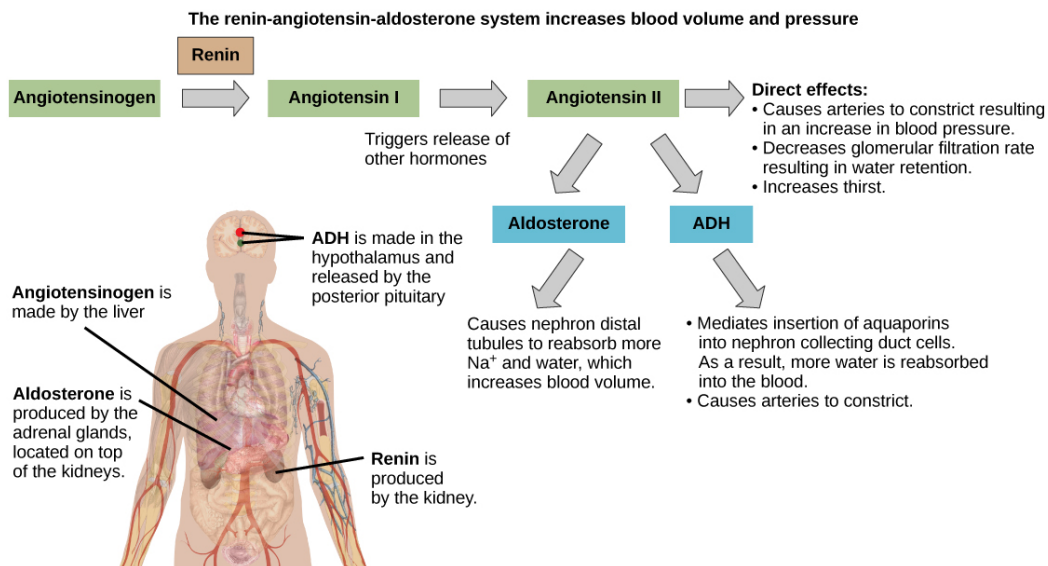 The renin-angiotensin-aldosterone system increases blood volume and pressure
Renin
Angiotensinogen
Angiotensin I
Angiotensin II
Direct effects:
• Causes arteries to constrict resulting
in an increase in blood pressure.
• Decreases glomerular filtration rate
resulting in water retention.
• Increases thirst.
Triggers release of
other hormones
Aldosterone
ADH
Causes nephron distal
tubules to reabsorb more
Na⁺ and water, which
increases blood volume.
• Mediates insertion of aquaporins
into nephron collecting duct cells.
As a result, more water is reabsorbed
into the blood.
• Causes arteries to constrict.
ADH is made in the
hypothalamus and
released by the
posterior pituitary
Angiotensinogen is
made by the liver
Aldosterone is
produced by the
adrenal glands,
located on top
of the kidneys.
Renin is
produced
by the kidney.